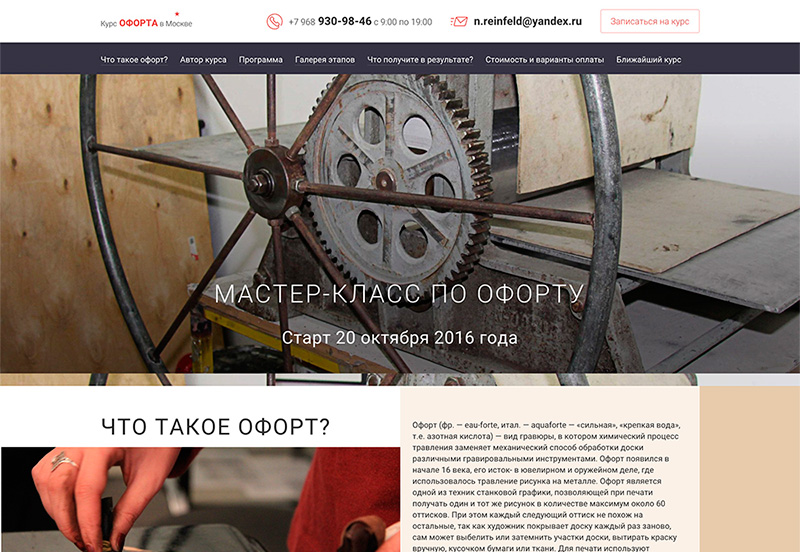 Курс ОФОРТА в Москве
+7 968 930-98-46 с 9:00 по 19:00
n.reinfeld@yandex.ru
Записаться на курс
Что такое офорт? Автор курса Программа Галерея этапов Что получите в результате? Стоимость и варианты оплаты Ближайший курс
МАСТЕР-КЛАСС ПО ОФОРТУ
Старт 20 октября 2016 года
ЧТО ТАКОЕ ОФОРТ?
Офорт (фр. — eau-forte, итал. — aquaforte — «сильная», «крепкая вода»,
т.е. азотная кислота) — вид гравюры, в котором химический процесс
травления заменяет механический способ обработки доски
различными гравировальными инструментами. Офорт появился в
начале 16 века, его исток- в ювелирном и оружейном деле, где
использовалось травление рисунка на металле. Офорт является
одной из техник станковой графики, позволяющей при печати
получать один и тот же рисунок в количестве максимум около 60
оттисков. При этом каждый следующий оттиск не похож на
остальные, так как художник покрывает доску каждый раз заново,
сам может выбелить или затемнить участки доски, вытирать краску
вручную, кусочком бумаги или ткани. Для печати используют